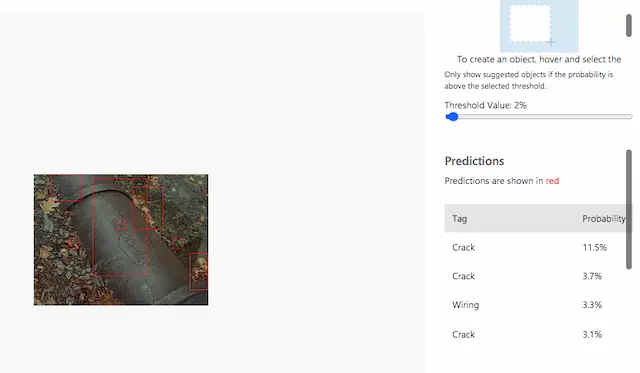 To create an object, hover and select the
Only show suggested objects if the probability is
above the selected threshold.
Threshold Value: 2%
Predictions
Predictions are shown in red
Tag Probability
Crack 11.5%
Crack 3.7%
Wiring 3.3%
Crack 3.1%